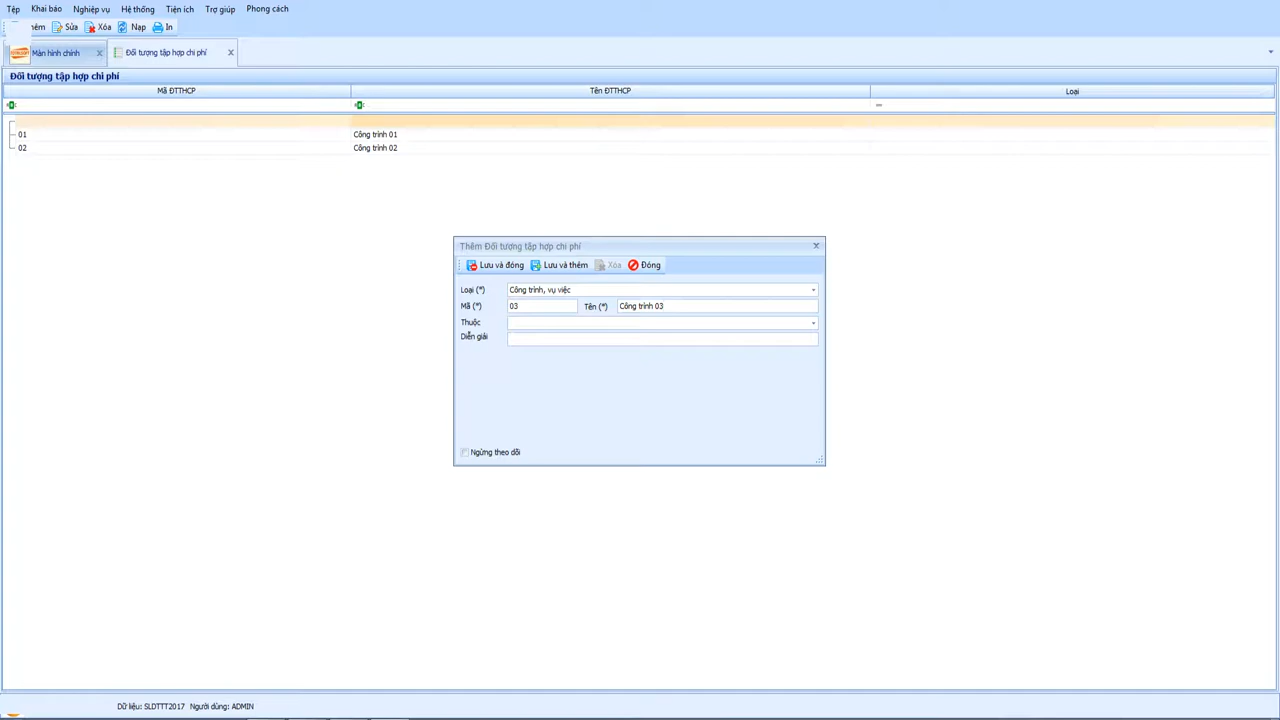 Tệp Khai báo Nghiệp vụ Hệ thống Tiện ích Trợ giúp Phong cách
Sửa Xóa Nạp In
Màn hình chính Đối tượng tập hợp chi phí
Đối tượng tập hợp chi phí
Mã ĐTTHCP Tên ĐTTHCP Loại
01 Công trình 01
02 Công trình 02
Thêm Đối tượng tập hợp chi phí
Lưu và đóng Lưu và thêm Xóa Đóng
Loại (*) Công trình, vụ việc
Mã (*) 03 Tên (*) Công trình 03
Thuộc
Diễn giải
Ngừng theo dõi
Dữ liệu: SLDTTT2017 Người dùng: ADMIN